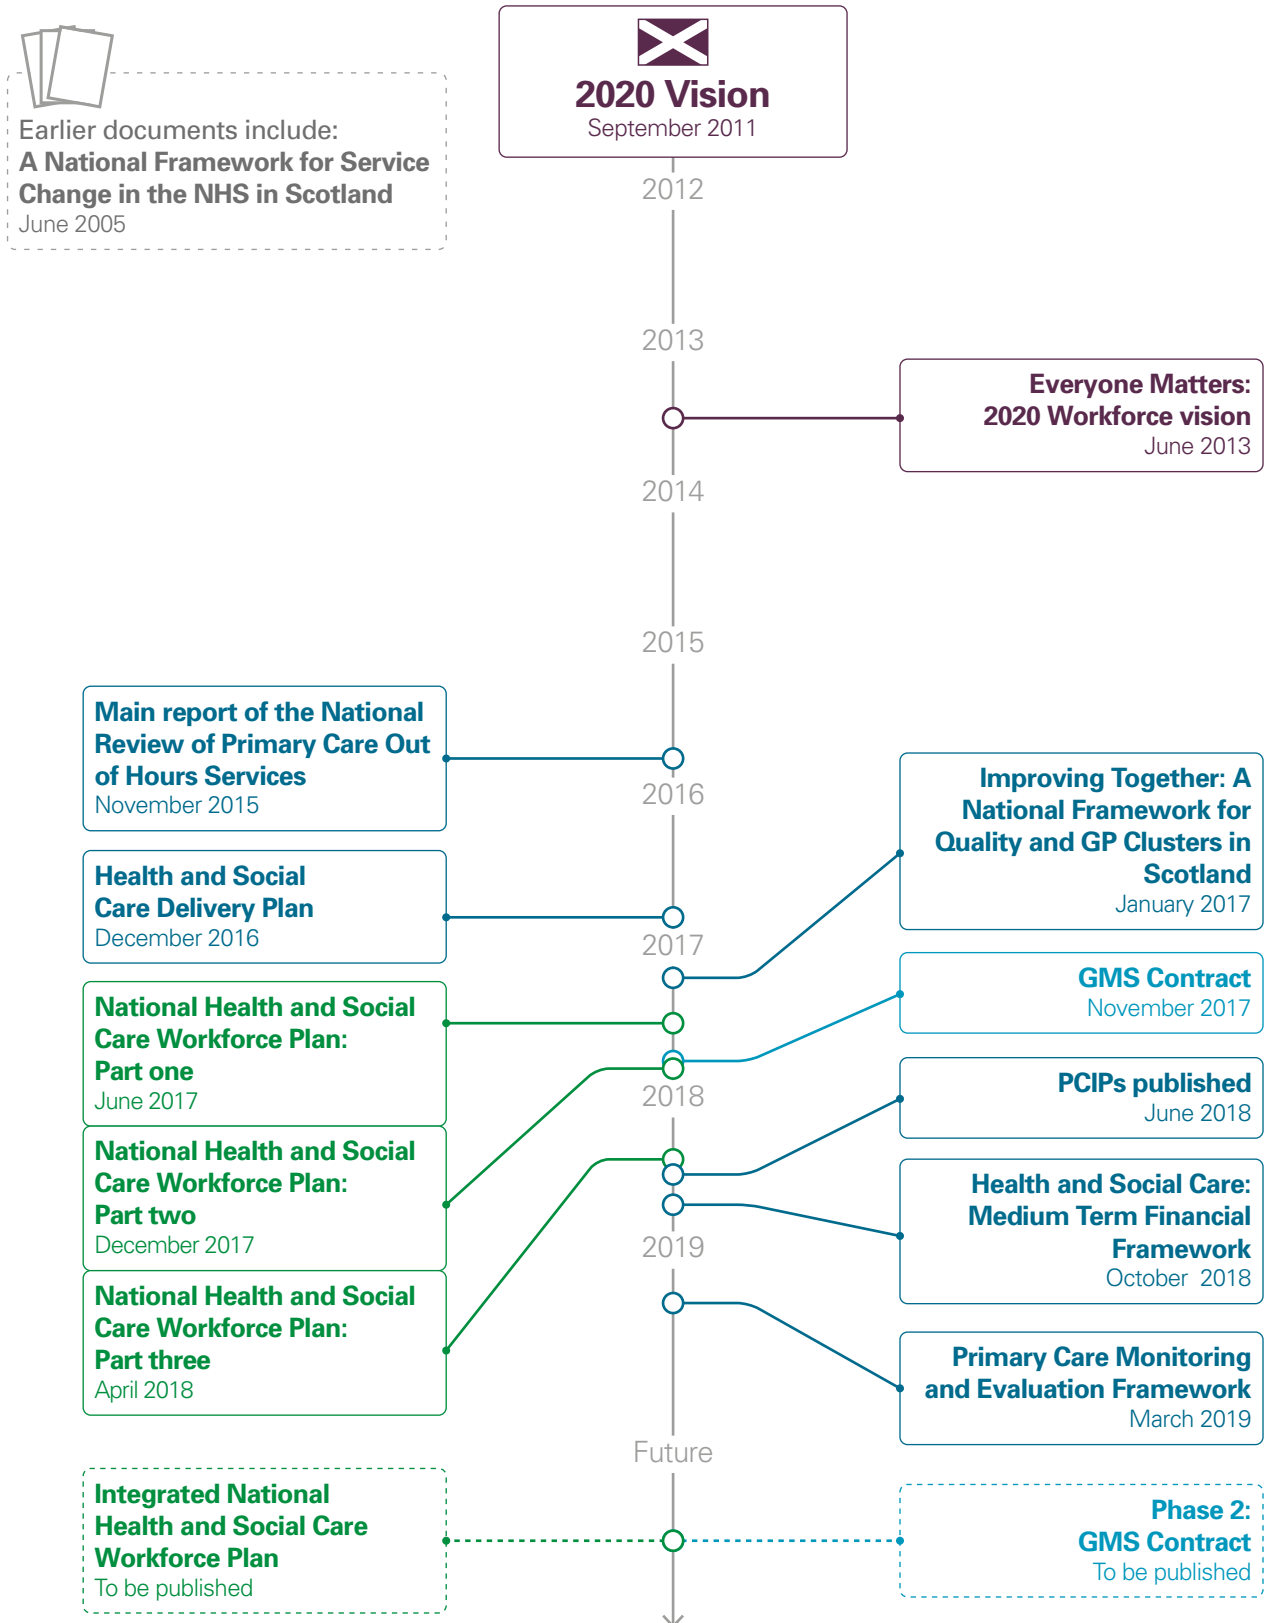 Earlier documents include:
A National Framework for Service
Change in the NHS in Scotland
June 2005
2020 Vision
September 2011
2012
2013
Everyone Matters:
2020 Workforce vision
June 2013
2014
2015
Main report of the National
Review of Primary Care Out
of Hours Services
November 2015
2016
Health and Social
Care Delivery Plan
December 2016
2017
Improving Together: A
National Framework for
Quality and GP Clusters in
Scotland
January 2017
National Health and Social
Care Workforce Plan:
Part one
June 2017
GMS Contract
November 2017
National Health and Social
Care Workforce Plan:
Part two
December 2017
2018
PCIPs published
June 2018
National Health and Social
Care Workforce Plan:
Part three
April 2018
Health and Social Care:
Medium Term Financial
Framework
October  2018
2019
Primary Care Monitoring
and Evaluation Framework
March 2019
Future
Integrated National
Health and Social Care
Workforce Plan
To be published
Phase 2:
GMS Contract
To be published